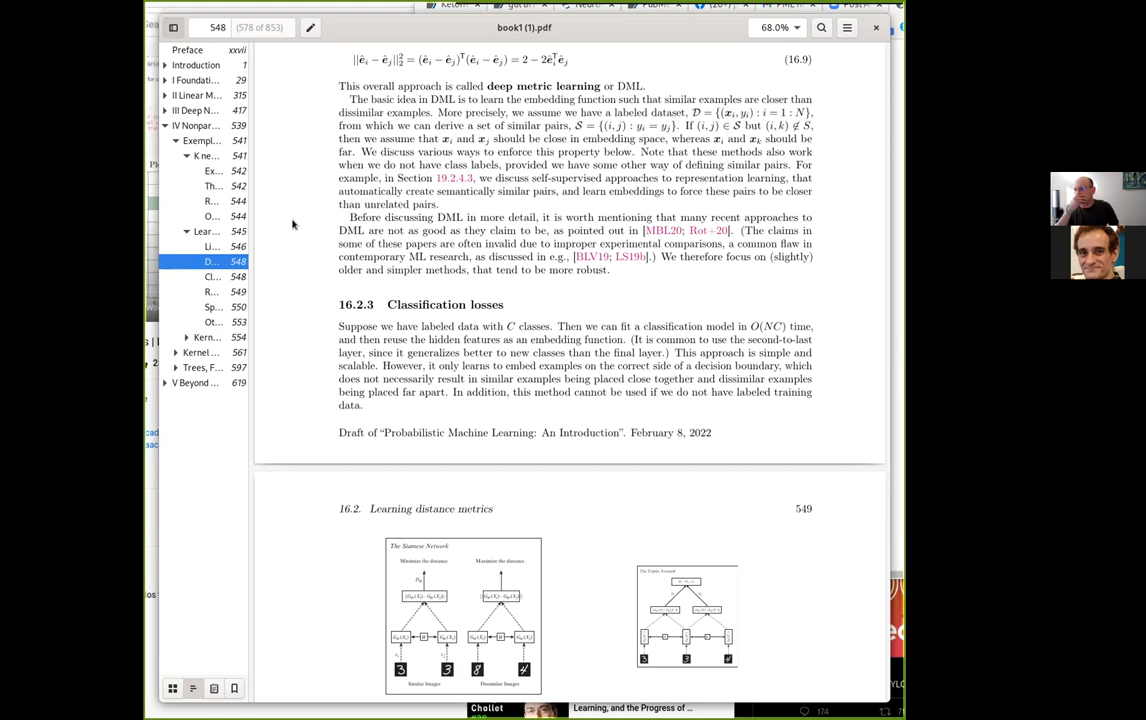 548
(578 of 853)
book1 (1).pdf
68.0%
Preface xxvii
Introduction 1
I Foundati... 29
II Linear M... 315
III Deep N... 417
IV Nonpar... 539
Exempl... 541
K ne... 541
Ex... 542
Th... 542
R... 544
O... 544
Lear... 545
Li... 546
D... 548
Cl... 548
R... 549
Sp... 550
Ot... 553
Kern... 554
Kernel ... 561
Trees, F... 597
V Beyond ... 619
||êᵢ − êⱼ||₂² = (êᵢ − êⱼ)ᵀ(êᵢ − êⱼ) = 2 − 2êᵢᵀêⱼ (16.9)
This overall approach is called deep metric learning or DML.
The basic idea in DML is to learn the embedding function such that similar examples are closer than
dissimilar examples. More precisely, we assume we have a labeled dataset, D = {(xᵢ, yᵢ) : i = 1 : N},
from which we can derive a set of similar pairs, S = {(i, j) : yᵢ = yⱼ}. If (i, j) ∈ S but (i, k) ∉ S,
then we assume that xᵢ and xⱼ should be close in embedding space, whereas xᵢ and xₖ should be
far. We discuss various ways to enforce this property below. Note that these methods also work
when we do not have class labels, provided we have some other way of defining similar pairs. For
example, in Section 19.2.4.3, we discuss self-supervised approaches to representation learning, that
automatically create semantically similar pairs, and learn embeddings to force these pairs to be closer
than unrelated pairs.
Before discussing DML in more detail, it is worth mentioning that many recent approaches to
DML are not as good as they claim to be, as pointed out in [MBL20; Rot+20]. (The claims in
some of these papers are often invalid due to improper experimental comparisons, a common flaw in
contemporary ML research, as discussed in e.g., [BLV19; LS19b].) We therefore focus on (slightly)
older and simpler methods, that tend to be more robust.
16.2.3 Classification losses
Suppose we have labeled data with C classes. Then we can fit a classification model in O(NC) time,
and then reuse the hidden features as an embedding function. (It is common to use the second-to-last
layer, since it generalizes better to new classes than the final layer.) This approach is simple and
scalable. However, it only learns to embed examples on the correct side of a decision boundary, which
does not necessarily result in similar examples being placed close together and dissimilar examples
being placed far apart. In addition, this method cannot be used if we do not have labeled training
data.
Draft of “Probabilistic Machine Learning: An Introduction”. February 8, 2022
16.2. Learning distance metrics 549
The Siamese Network
Minimize the distance Maximize the distance
3 3 8 4
Similar Images Dissimilar Images
The Triplet Network
3 3 4
Chollet
Learning, and the Progress of ...
174